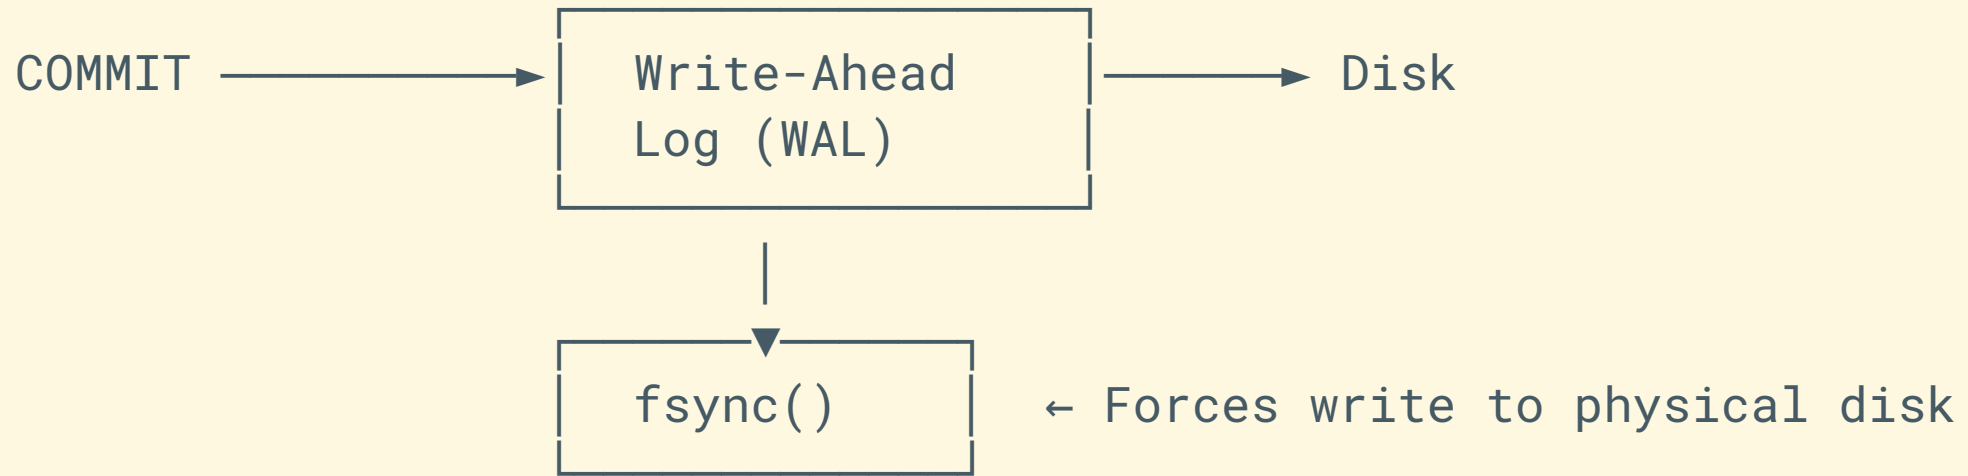 COMMIT Write-Ahead Disk
Log (WAL)
fsync() ← Forces write to physical disk